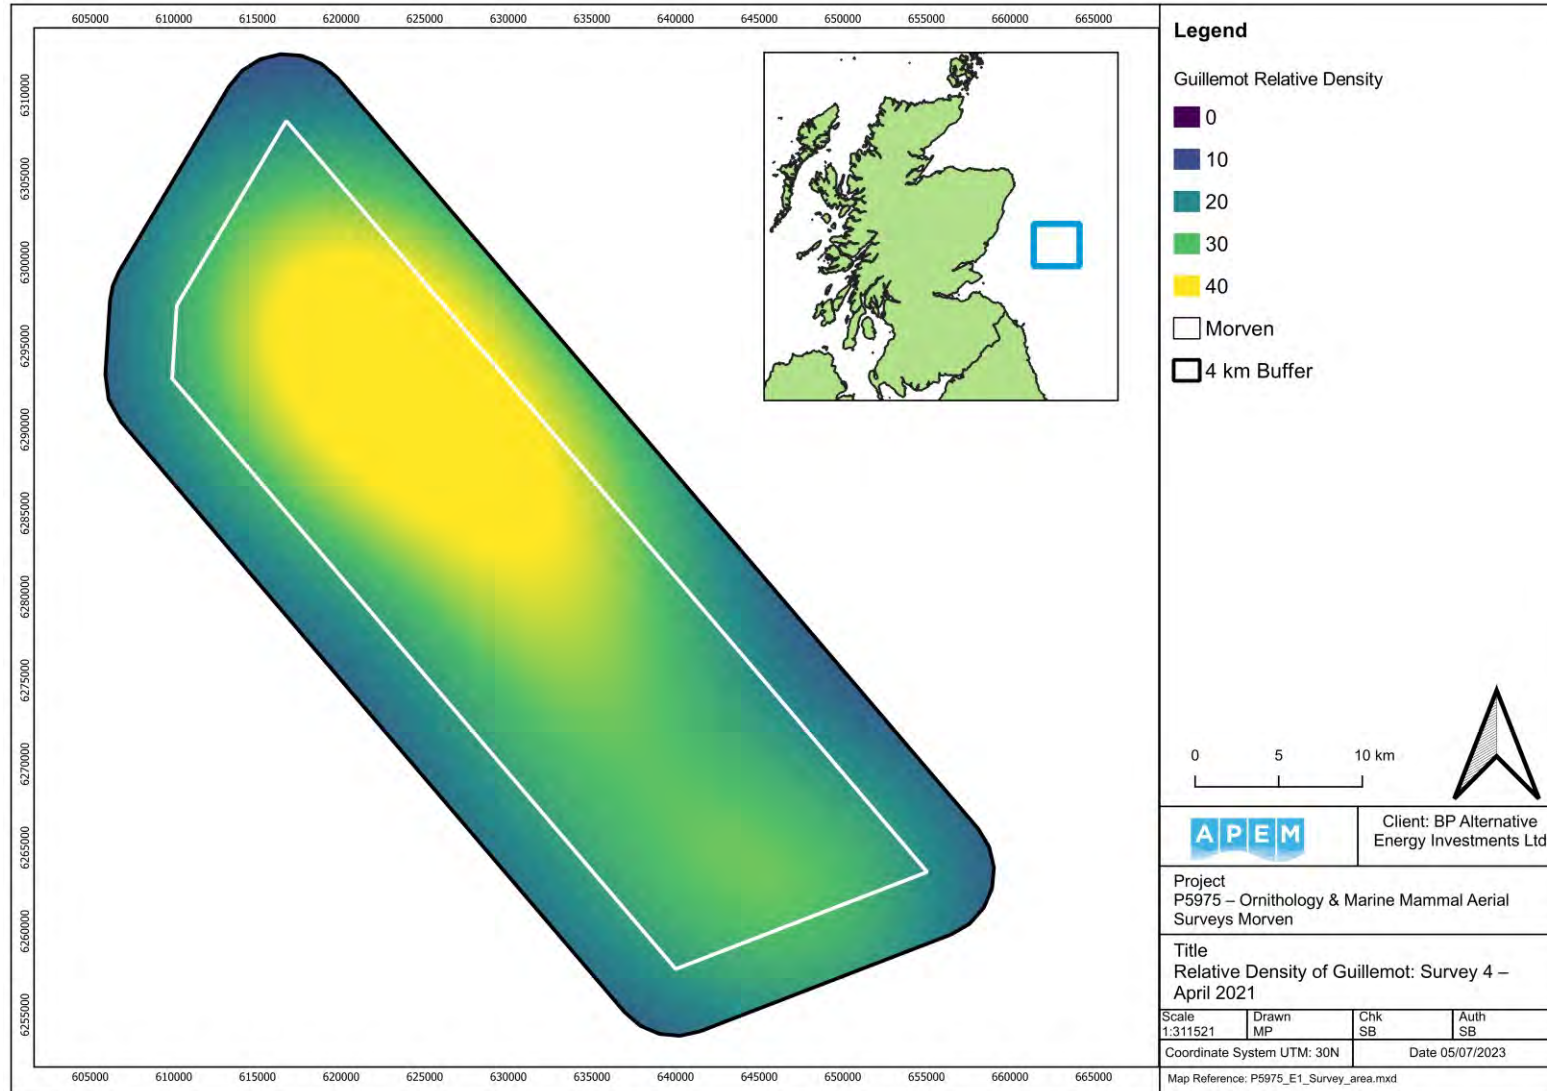 605000 610000 615000 620000 625000 630000 635000 640000 645000 650000 655000 660000 665000
6310000
6305000
6300000
6295000
6290000
6285000
6280000
6275000
6270000
6265000
6260000
6255000
605000 610000 615000 620000 625000 630000 635000 640000 645000 650000 655000 660000 665000
Legend
Guillemot Relative Density
0
10
20
30
40
Morven
4 km Buffer
0 5 10 km
APEM
Client: BP Alternative
Energy Investments Ltd
Project
P5975 – Ornithology & Marine Mammal Aerial
Surveys Morven
Title
Relative Density of Guillemot: Survey 4 –
April 2021
Scale Drawn Chk Auth
1:311521 MP SB SB
Coordinate System UTM: 30N Date 05/07/2023
Map Reference: P5975_E1_Survey_area.mxd